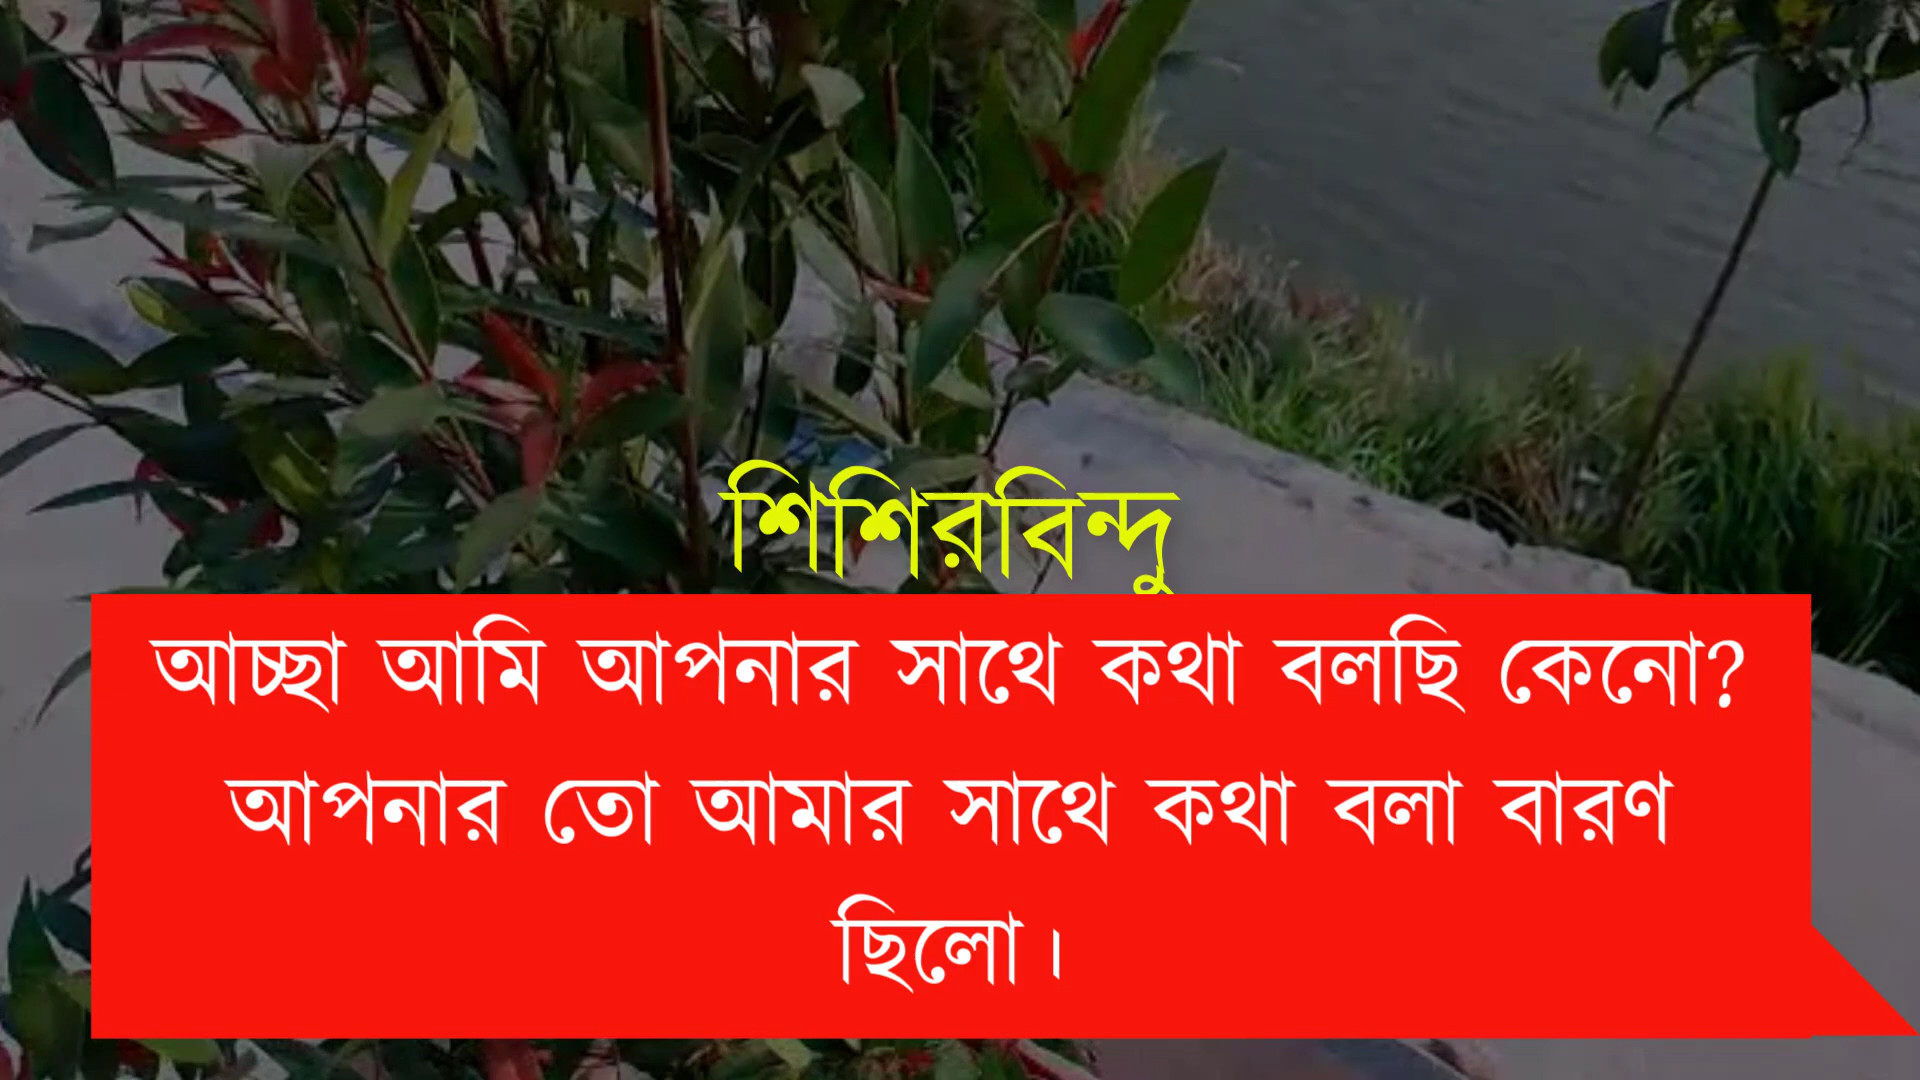 শিশিরবিন্দু
আচ্ছা আমি আপনার সাথে কথা বলছি কেনো?
আপনার তো আমার সাথে কথা বলা বারণ
ছিলো।